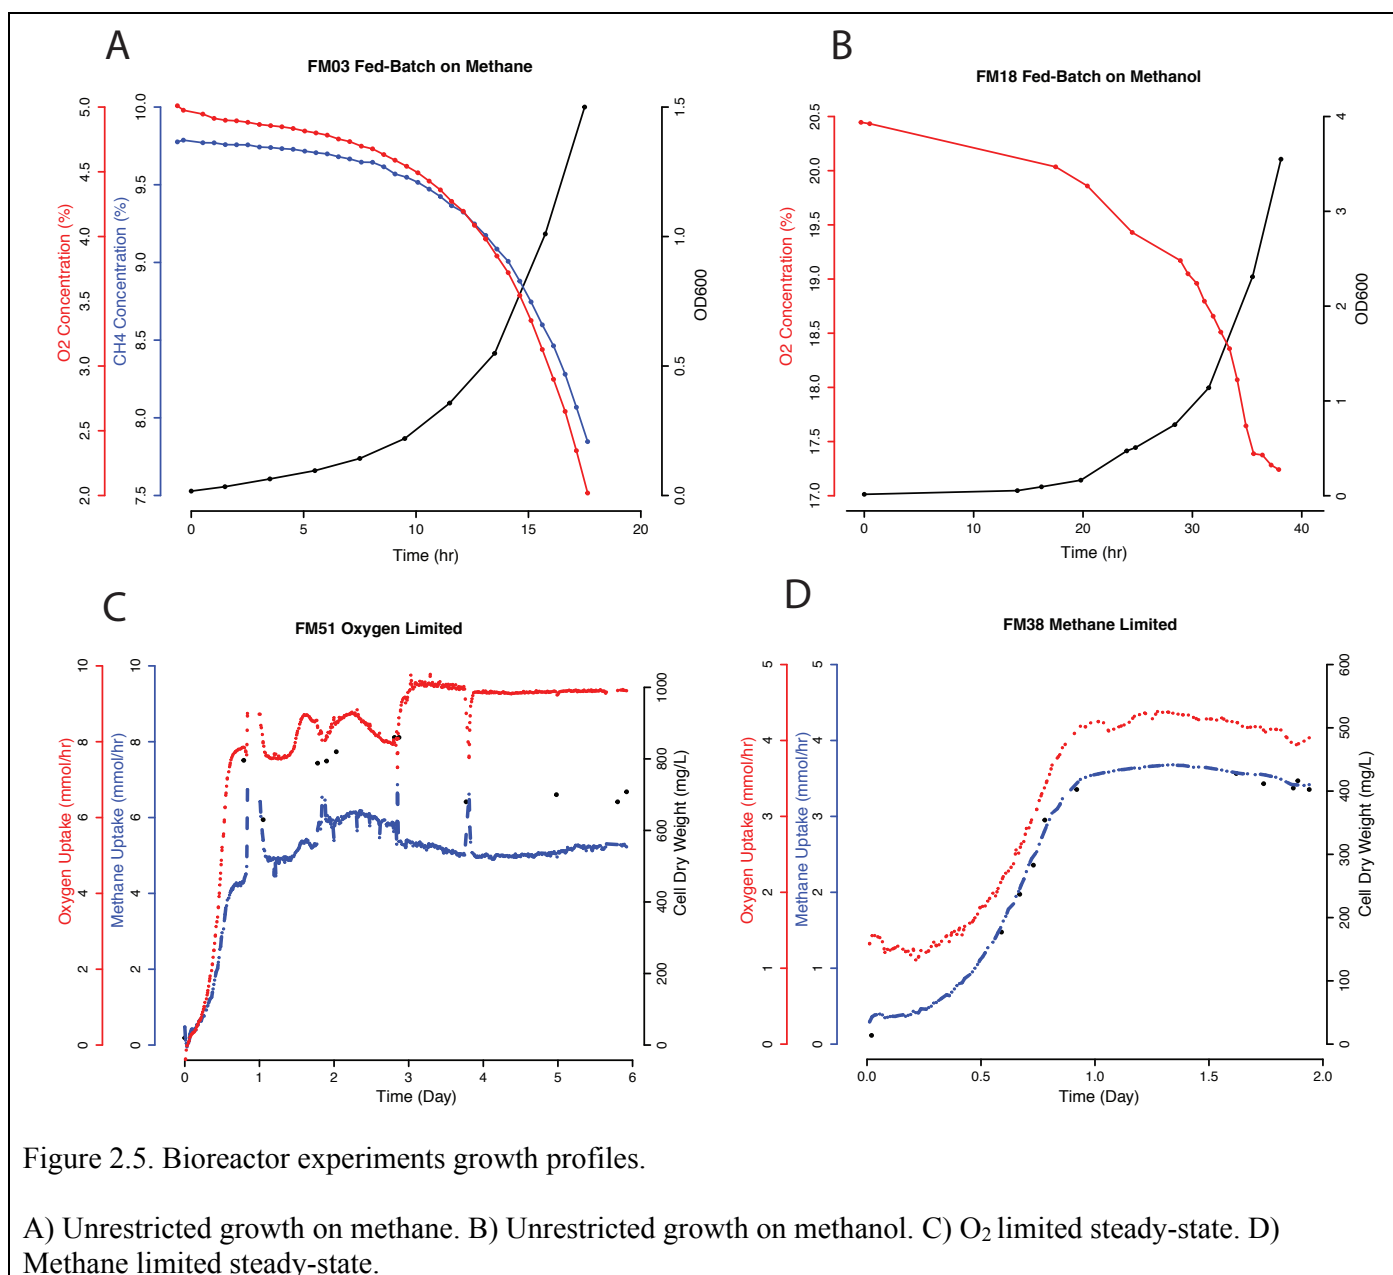 A
FM03 Fed-Batch on Methane
O2 Concentration (%)
2.0 2.5 3.0 3.5 4.0 4.5 5.0
CH4 Concentration (%)
7.5 8.0 8.5 9.0 9.5 10.0
OD600
0.0 0.5 1.0 1.5
0 5 10 15 20
Time (hr)
B
FM18 Fed-Batch on Methanol
O2 Concentration (%)
17.0 17.5 18.0 18.5 19.0 19.5 20.0 20.5
OD600
0 1 2 3 4
0 10 20 30 40
Time (hr)
C
FM51 Oxygen Limited
Oxygen Uptake (mmol/hr)
0 2 4 6 8 10
Methane Uptake (mmol/hr)
0 2 4 6 8 10
Cell Dry Weight (mg/L)
0 200 400 600 800 1000
0 1 2 3 4 5 6
Time (Day)
D
FM38 Methane Limited
Oxygen Uptake (mmol/hr)
0 1 2 3 4 5
Methane Uptake (mmol/hr)
0 1 2 3 4 5
Cell Dry Weight (mg/L)
0 100 200 300 400 500 600
0.0 0.5 1.0 1.5 2.0
Time (Day)
Figure 2.5. Bioreactor experiments growth profiles.
A) Unrestricted growth on methane. B) Unrestricted growth on methanol. C) O₂ limited steady-state. D)
Methane limited steady-state.